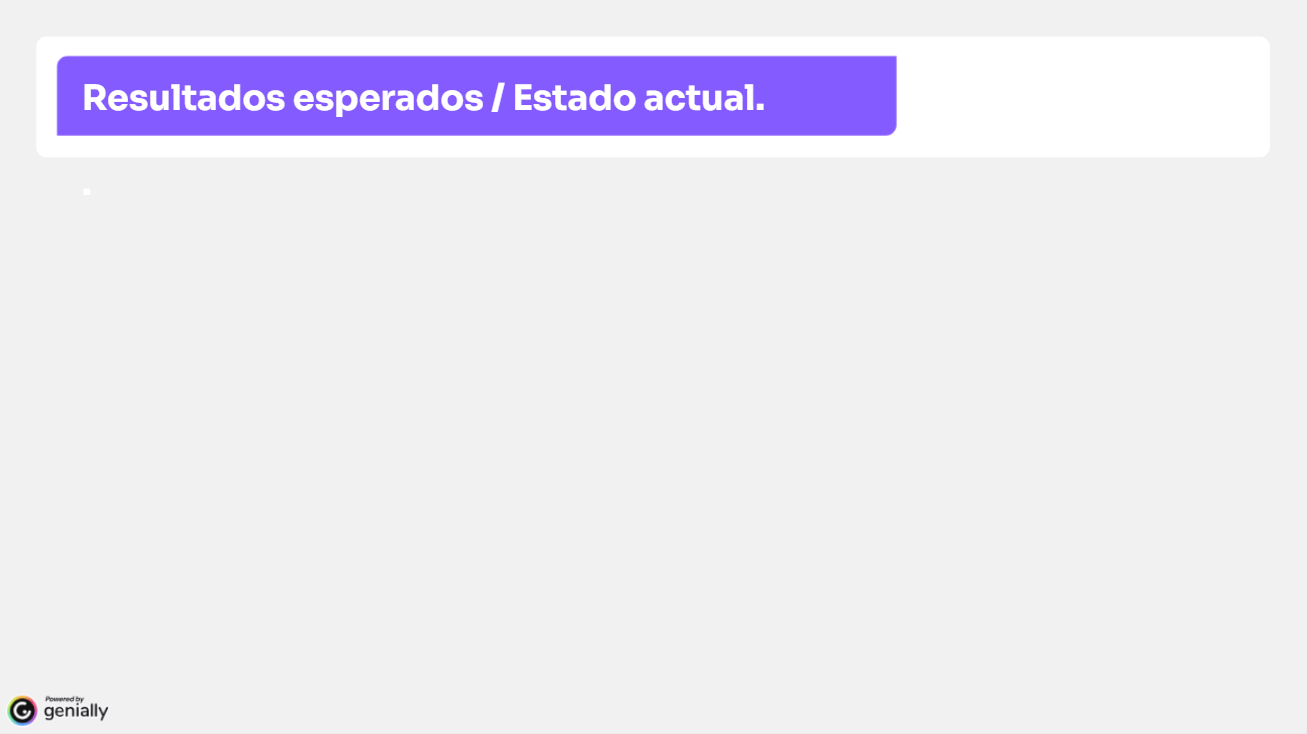 Resultados esperados / Estado actual.
Powered by
genially